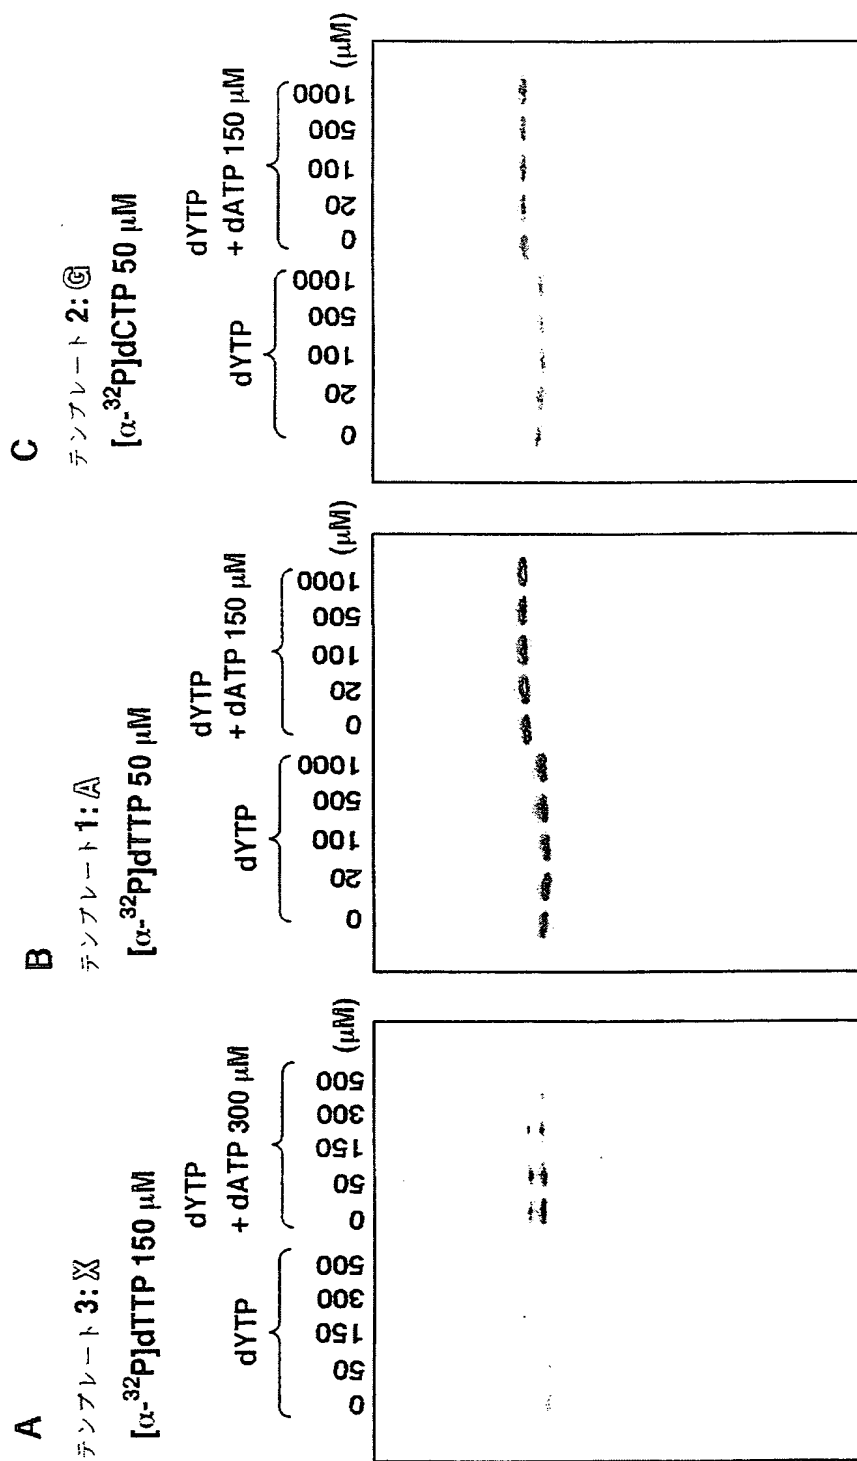 A
テンプレート 3: X
[α-³²P]dTTP 150 μM
dYTP
dYTP
+ dATP 300 μM
0 50 150 300 500 0 50 150 300 500 (μM)
B
テンプレート 1: A
[α-³²P]dTTP 50 μM
dYTP
dYTP
+ dATP 150 μM
0 20 100 500 1000 0 20 100 500 1000 (μM)
C
テンプレート 2: G
[α-³²P]dCTP 50 μM
dYTP
dYTP
+ dATP 150 μM
0 20 100 500 1000 0 20 100 500 1000 (μM)